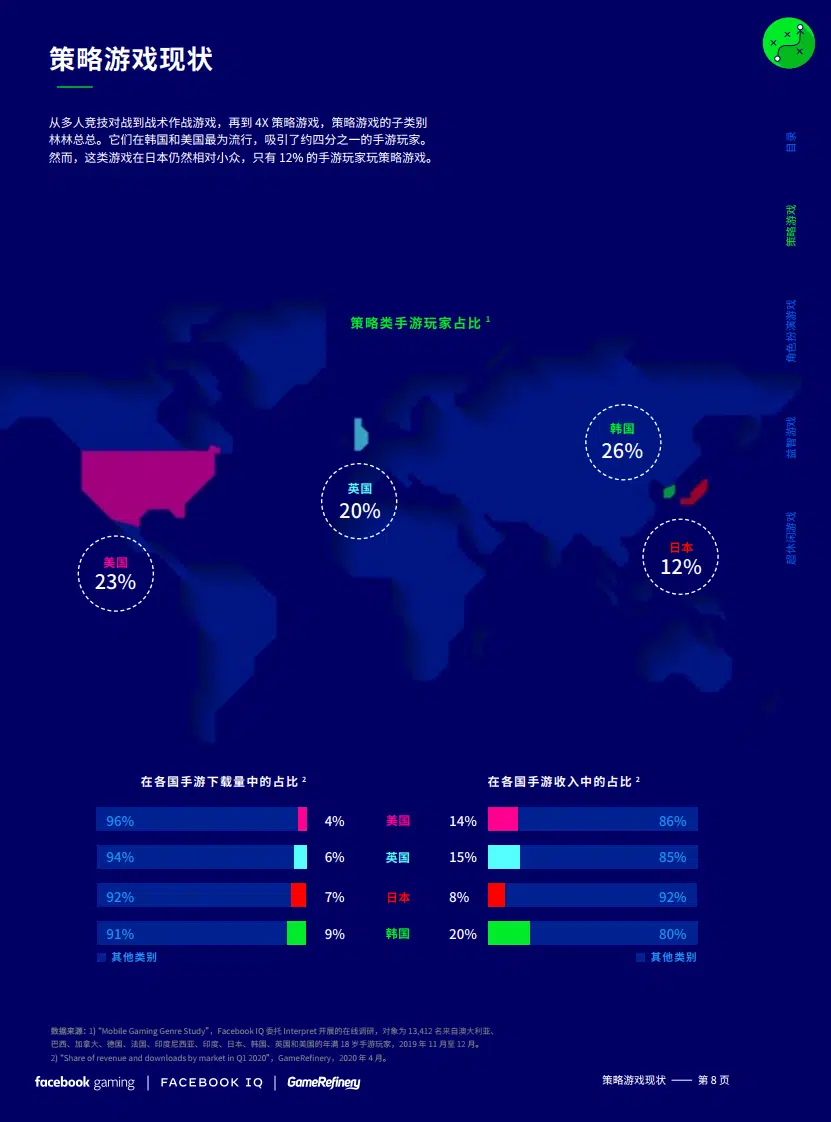 策略游戏现状
从多人竞技对战到战术作战游戏，再到 4X 策略游戏，策略游戏的子类别
林林总总。它们在韩国和美国最为流行，吸引了约四分之一的手游玩家。
然而，这类游戏在日本仍然相对小众，只有 12% 的手游玩家玩策略游戏。
目录
策略游戏
角色扮演游戏
益智游戏
超休闲游戏
策略类手游玩家占比 1
韩国
26%
英国
20%
日本
12%
美国
23%
在各国手游下载量中的占比 2
在各国手游收入中的占比 2
96% 4% 美国 14% 86%
94% 6% 英国 15% 85%
92% 7% 日本 8% 92%
91% 9% 韩国 20% 80%
其他类别
其他类别
数据来源：1) "Mobile Gaming Genre Study"，Facebook IQ 委托 Interpret 开展的在线调研，对象为 13,412 名来自澳大利亚、
巴西、加拿大、德国、法国、印度尼西亚、印度、日本、韩国、英国和美国的年满 18 岁手游玩家，2019 年 11 月至 12 月。
2) "Share of revenue and downloads by market in Q1 2020"，GameRefinery，2020 年 4 月。
facebook gaming | FACEBOOK IQ | GameRefinery
策略游戏现状 —— 第 8 页